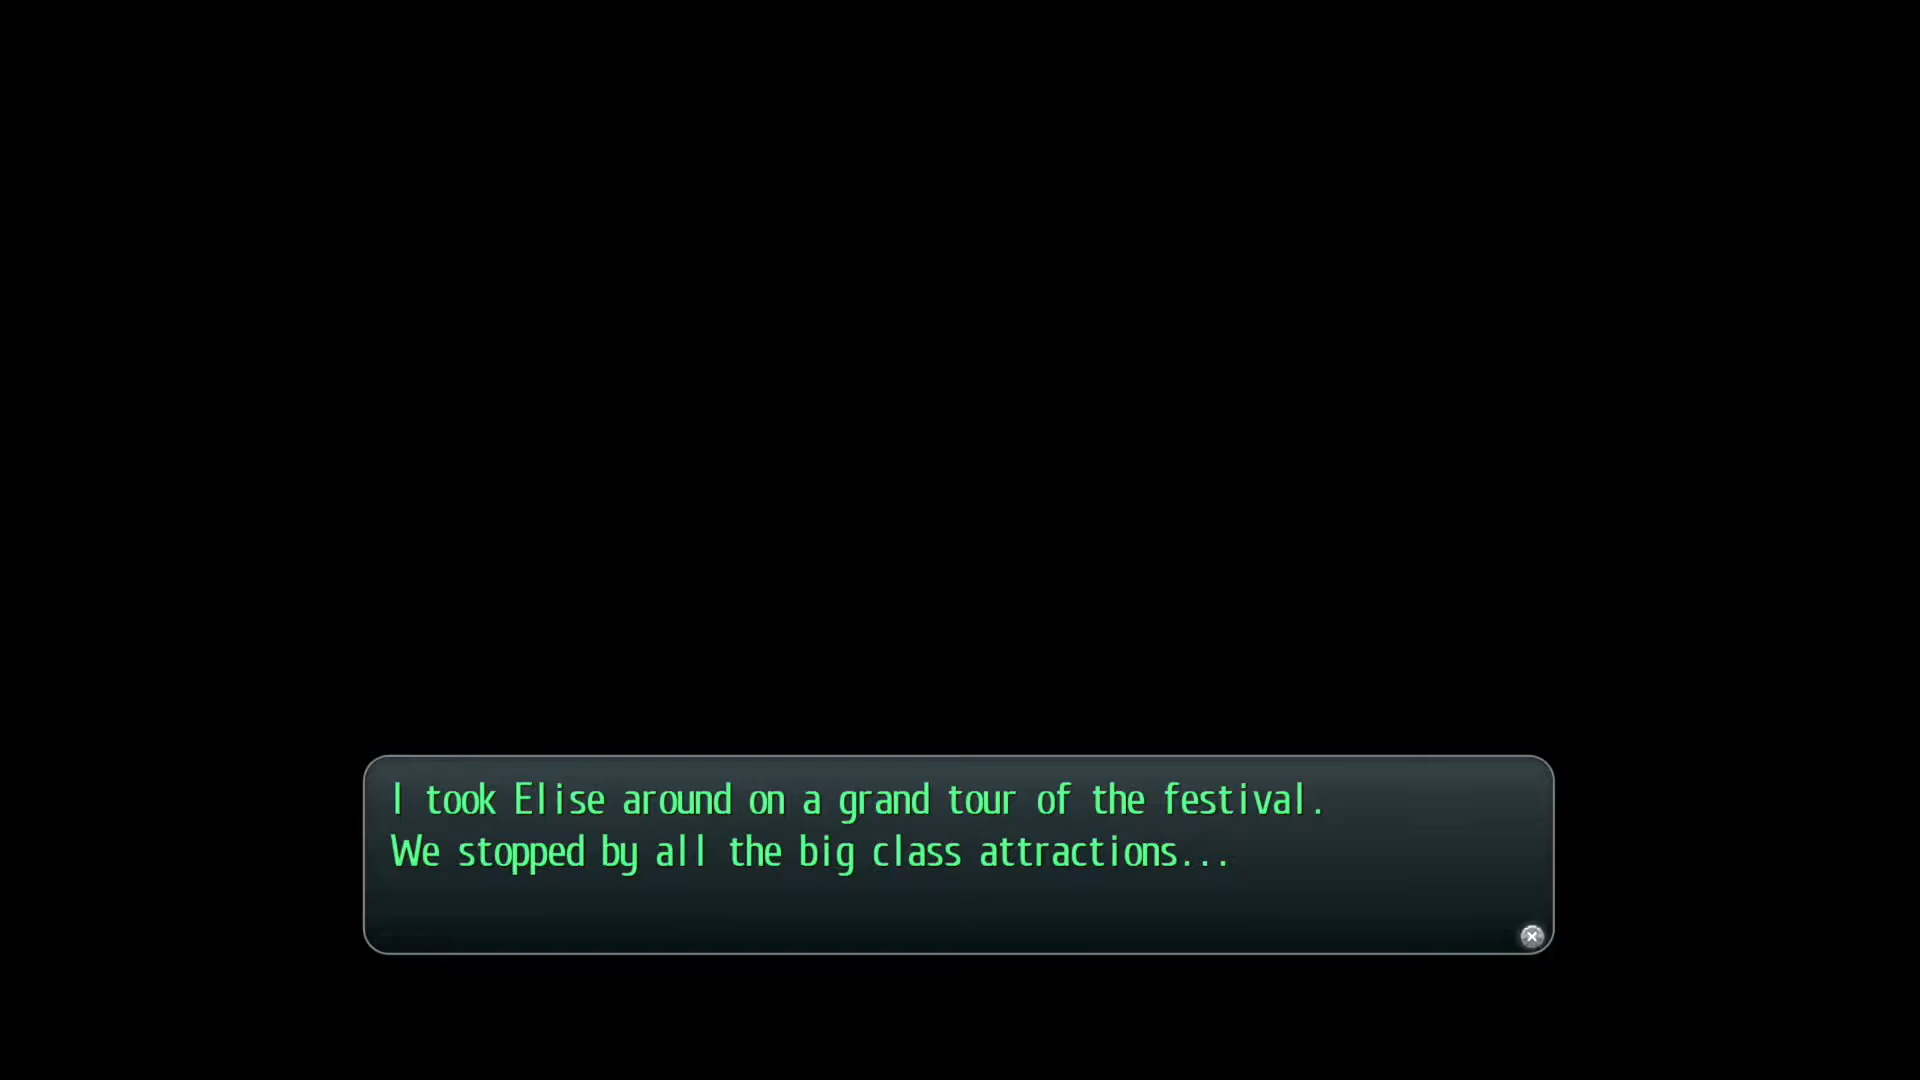 I took Elise around on a grand tour of the festival.
We stopped by all the big class attractions...